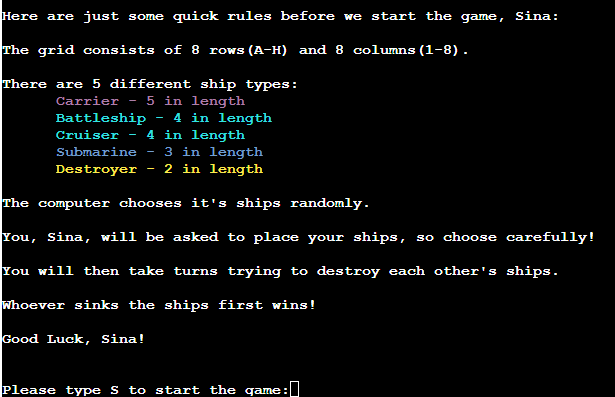 Here are just some quick rules before we start the game, Sina:
The grid consists of 8 rows(A-H) and 8 columns(1-8).
There are 5 different ship types:
Carrier - 5 in length
Battleship - 4 in length
Cruiser - 4 in length
Submarine - 3 in length
Destroyer - 2 in length
The computer chooses it's ships randomly.
You, Sina, will be asked to place your ships, so choose carefully!
You will then take turns trying to destroy each other's ships.
Whoever sinks the ships first wins!
Good Luck, Sina!
Please type S to start the game: